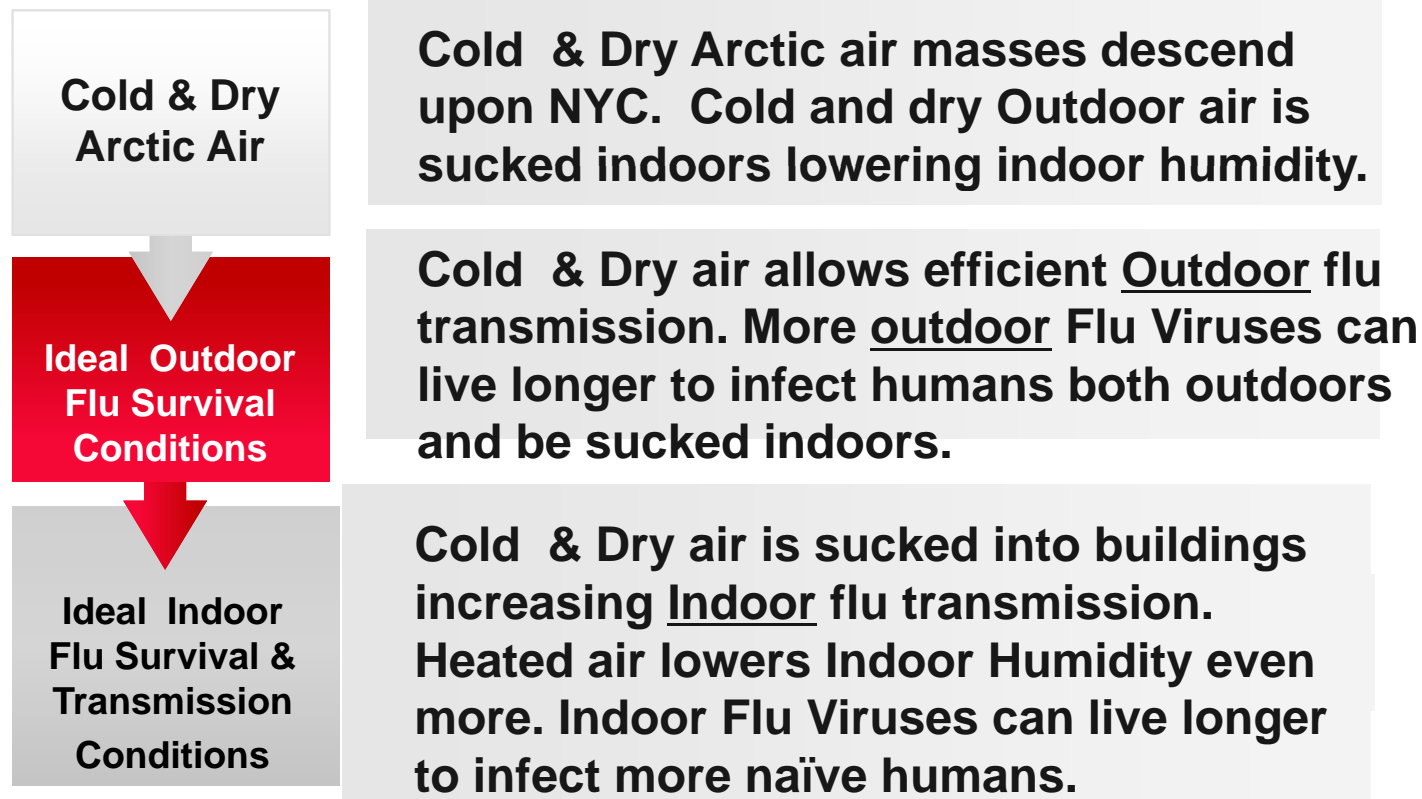 Cold & Dry
Arctic Air
Cold  & Dry Arctic air masses descend
upon NYC.  Cold and dry Outdoor air is
sucked indoors lowering indoor humidity.
Ideal  Outdoor
Flu Survival
Conditions
Cold  & Dry air allows efficient Outdoor flu
transmission. More outdoor Flu Viruses can
live longer to infect humans both outdoors
and be sucked indoors.
Ideal  Indoor
Flu Survival &
Transmission
Conditions
Cold  & Dry air is sucked into buildings
increasing Indoor flu transmission.
Heated air lowers Indoor Humidity even
more. Indoor Flu Viruses can live longer
to infect more naïve humans.